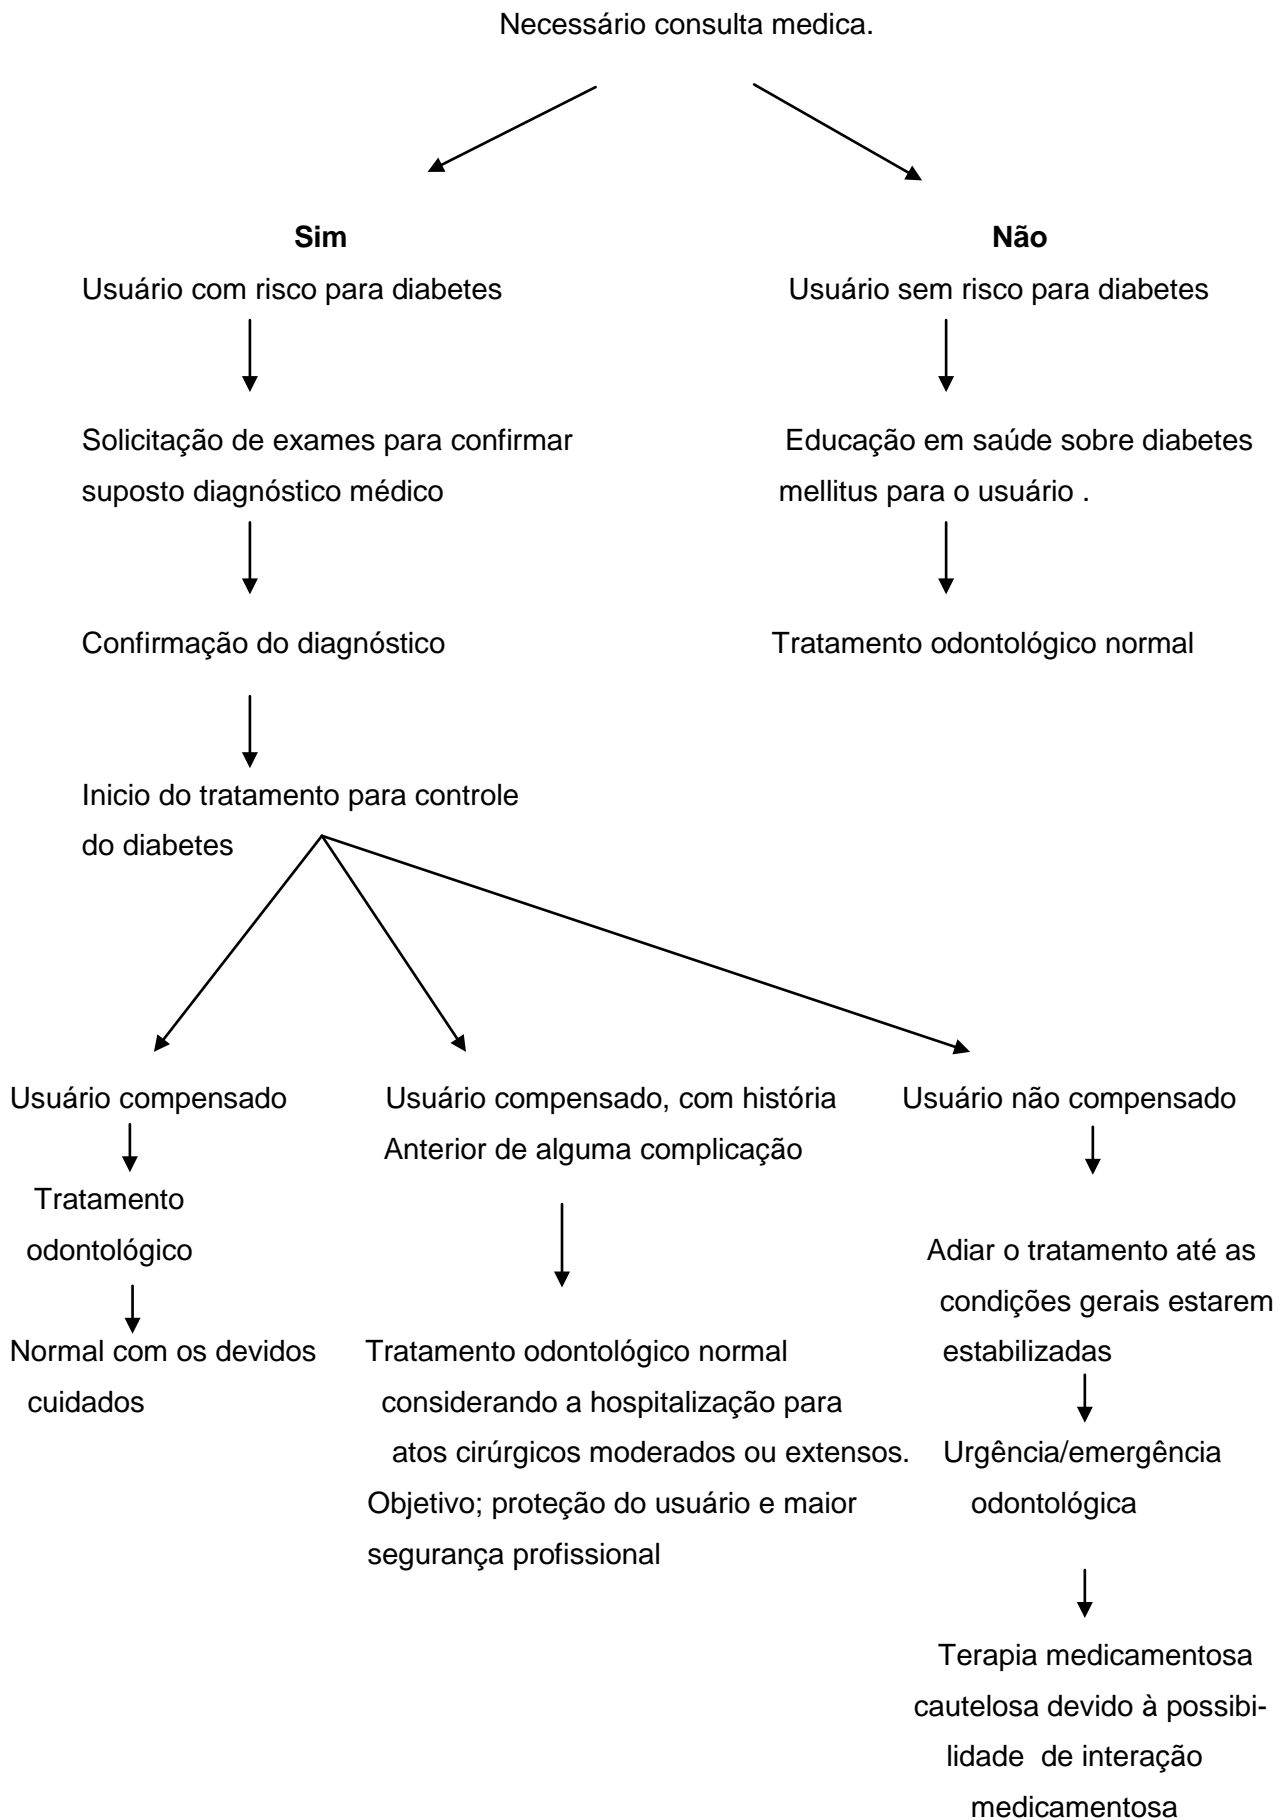 Necessário consulta medica.
Sim
Não
Usuário com risco para diabetes
Usuário sem risco para diabetes
Solicitação de exames para confirmar
suposto diagnóstico médico
Educação em saúde sobre diabetes
mellitus para o usuário .
Confirmação do diagnóstico
Tratamento odontológico normal
Inicio do tratamento para controle
do diabetes
Usuário compensado
Tratamento
odontológico
Normal com os devidos
cuidados
Usuário compensado, com história
Anterior de alguma complicação
Tratamento odontológico normal
considerando a hospitalização para
atos cirúrgicos moderados ou extensos.
Objetivo; proteção do usuário e maior
segurança profissional
Usuário não compensado
Adiar o tratamento até as
condições gerais estarem
estabilizadas
Urgência/emergência
odontológica
Terapia medicamentosa
cautelosa devido à possibi-
lidade de interação
medicamentosa